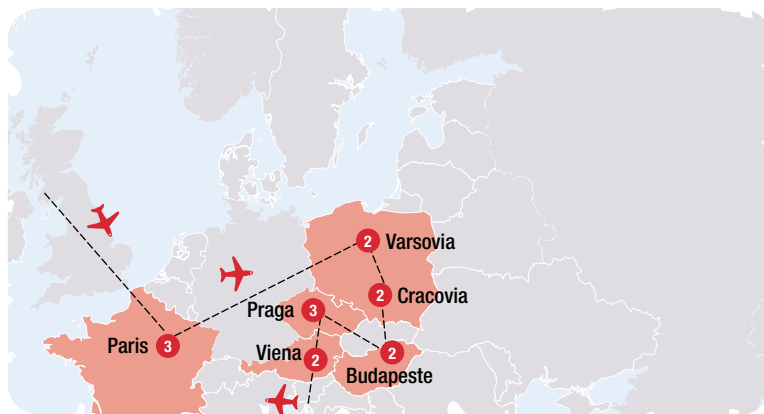 2 Varsovia
2 Cracovia
Praga 3
Paris 3
Viena 2
2
Budapeste